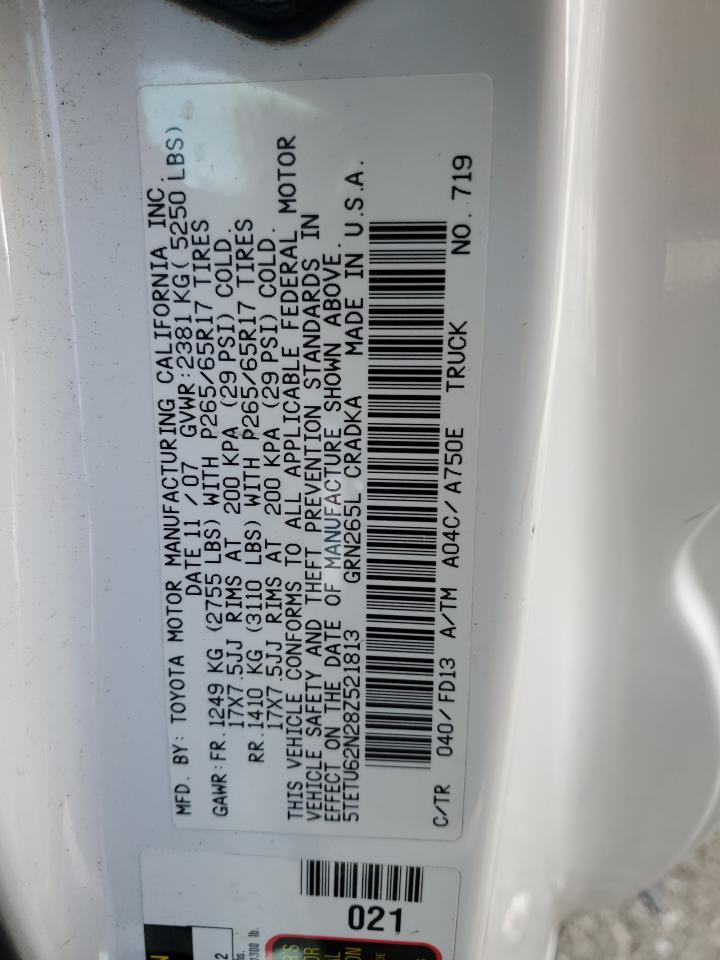 MFD. BY: TOYOTA MOTOR MANUFACTURING CALIFORNIA INC.
DATE 11 / 07 GVWR:2381 KG( 5250 LBS)
GAWR:FR.1249 KG (2755 LBS) WITH P265/65R17 TIRES
17X7.5JJ RIMS AT 200 KPA (29 PSI) COLD.
RR.1410 KG (3110 LBS) WITH P265/65R17 TIRES
17X7.5JJ RIMS AT 200 KPA (29 PSI) COLD.
THIS VEHICLE CONFORMS TO ALL APPLICABLE FEDERAL MOTOR
VEHICLE SAFETY AND THEFT PREVENTION STANDARDS IN
EFFECT ON THE DATE OF MANUFACTURE SHOWN ABOVE.
5TETU62N28Z521813 GRN265L CRADKA MADE IN U.S.A.
C/TR 040/FD13 A/TM A04C/A750E TRUCK NO. 719
021
1300 lb.